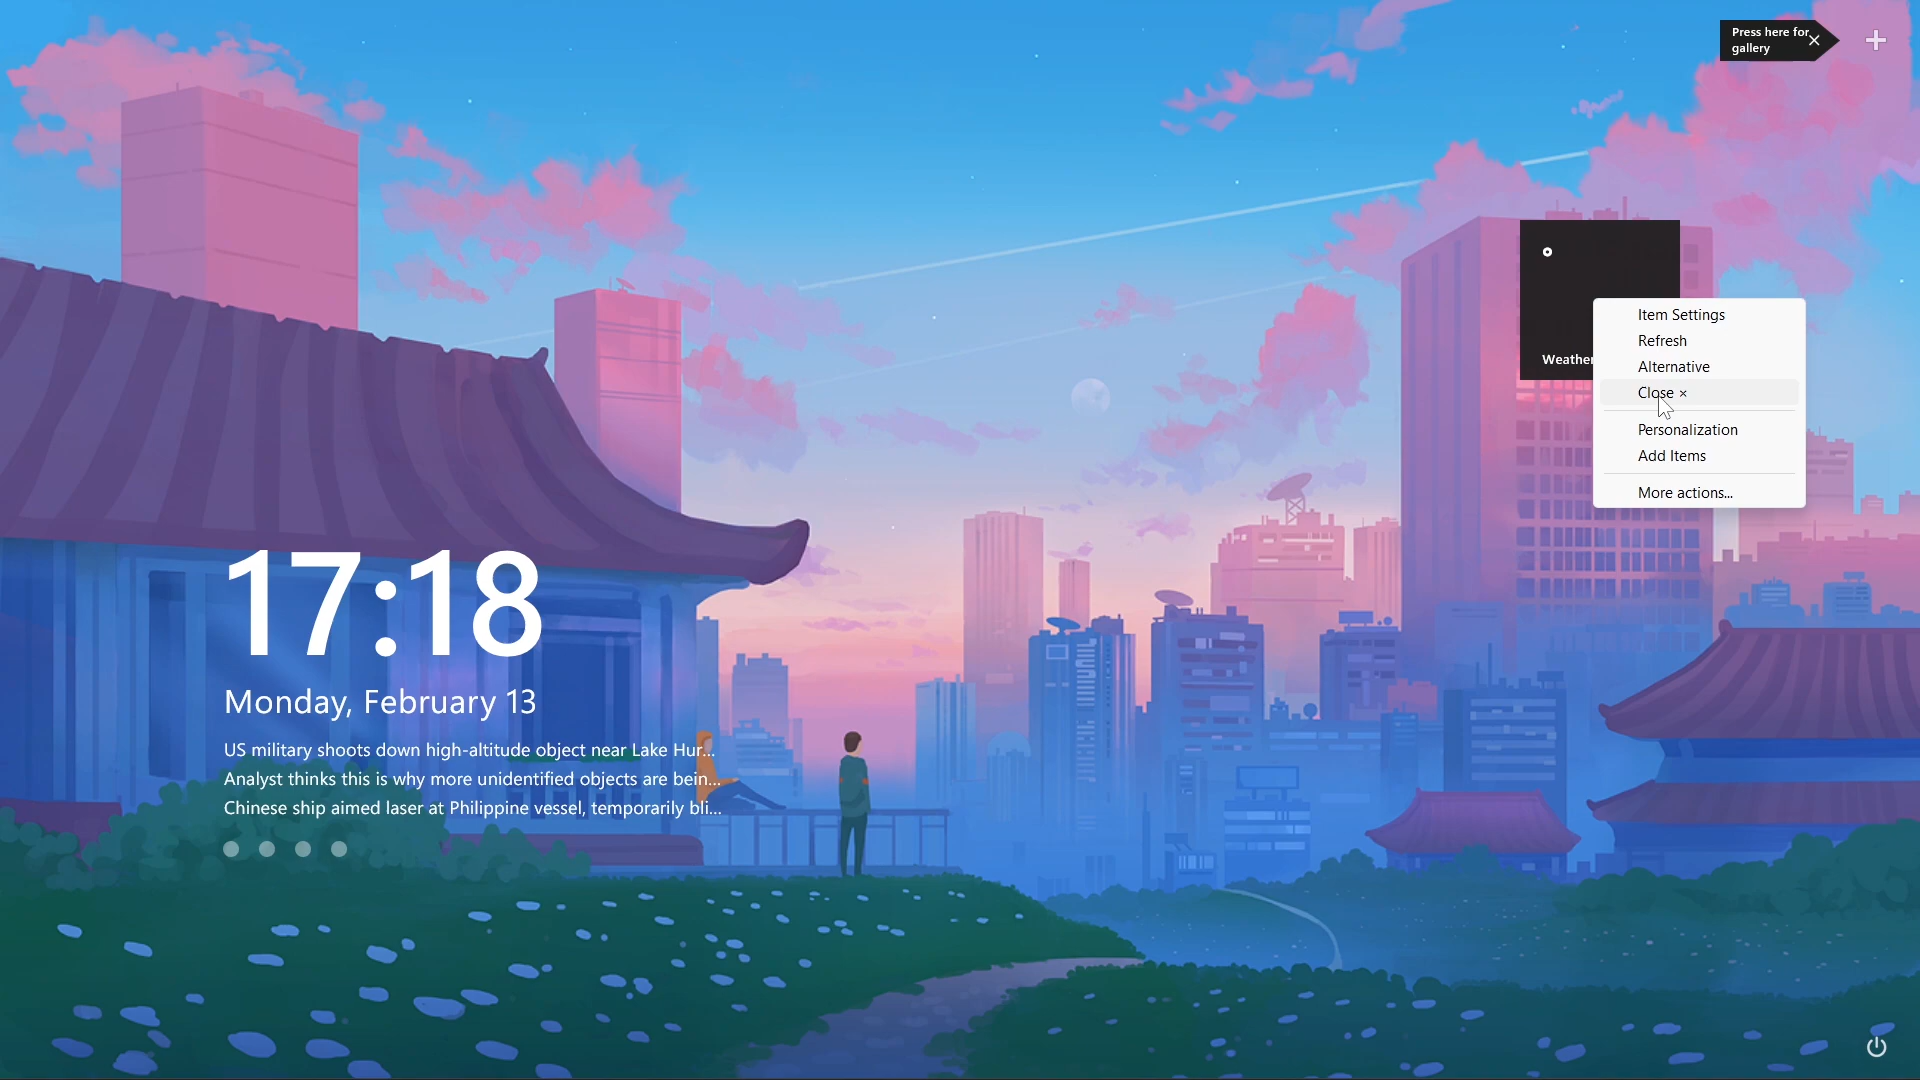 Press here for
gallery
Weather
Item Settings
Refresh
Alternative
Close ×
Personalization
Add Items
More actions...
17:18
Monday, February 13
US military shoots down high-altitude object near Lake Hur...
Analyst thinks this is why more unidentified objects are bein...
Chinese ship aimed laser at Philippine vessel, temporarily bli...